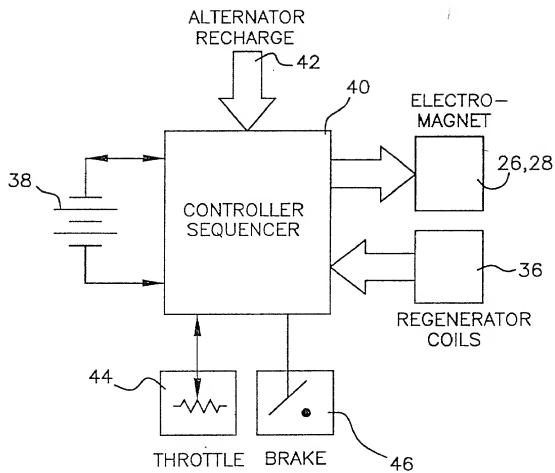 ALTERNATOR
RECHARGE
42
40
ELECTRO-
MAGNET
26,28
38
CONTROLLER
SEQUENCER
36
REGENERATOR
COILS
44
46
THROTTLE
BRAKE